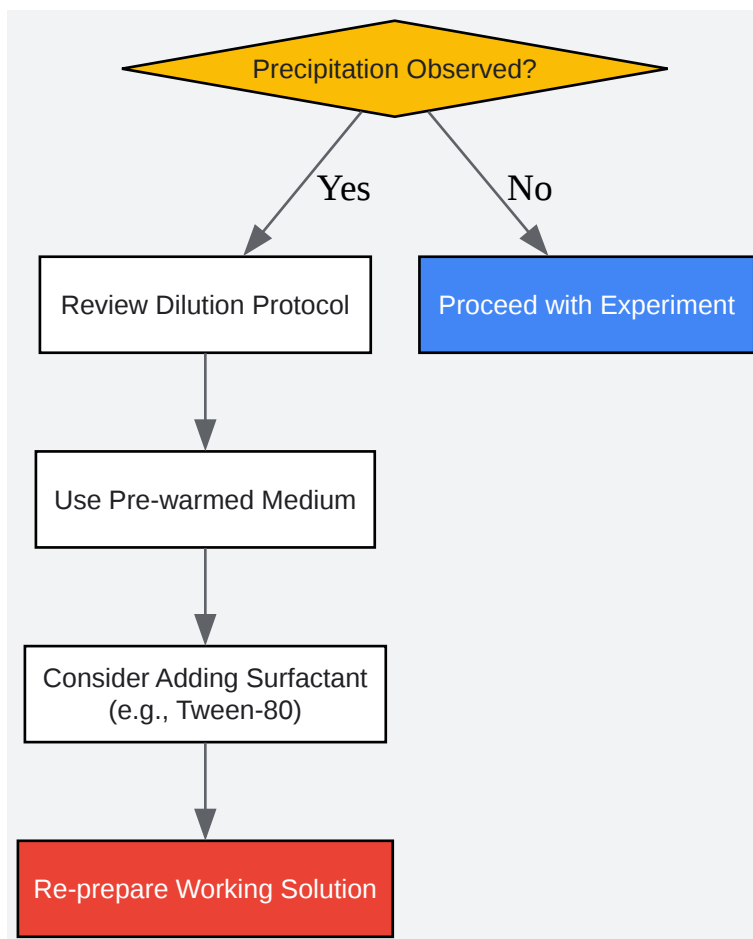 Precipitation Observed?
Yes
No
Review Dilution Protocol
Proceed with Experiment
Use Pre-warmed Medium
Consider Adding Surfactant
(e.g., Tween-80)
Re-prepare Working Solution